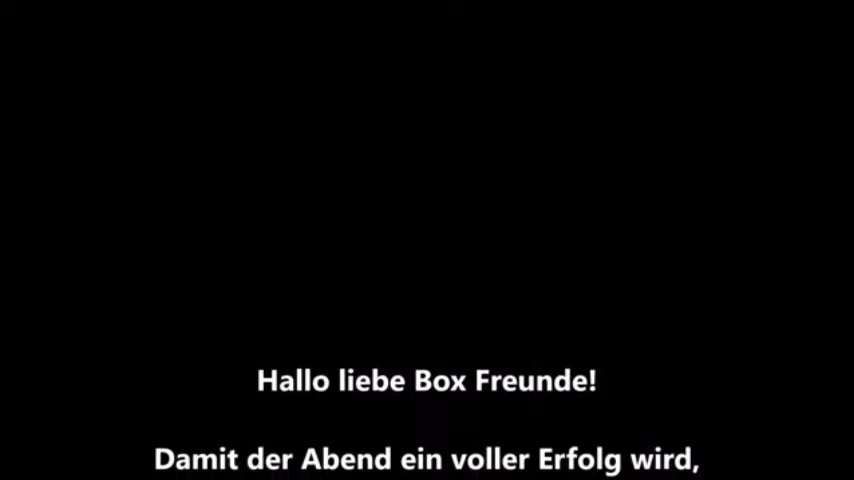 Hallo liebe Box Freunde!
Damit der Abend ein voller Erfolg wird,